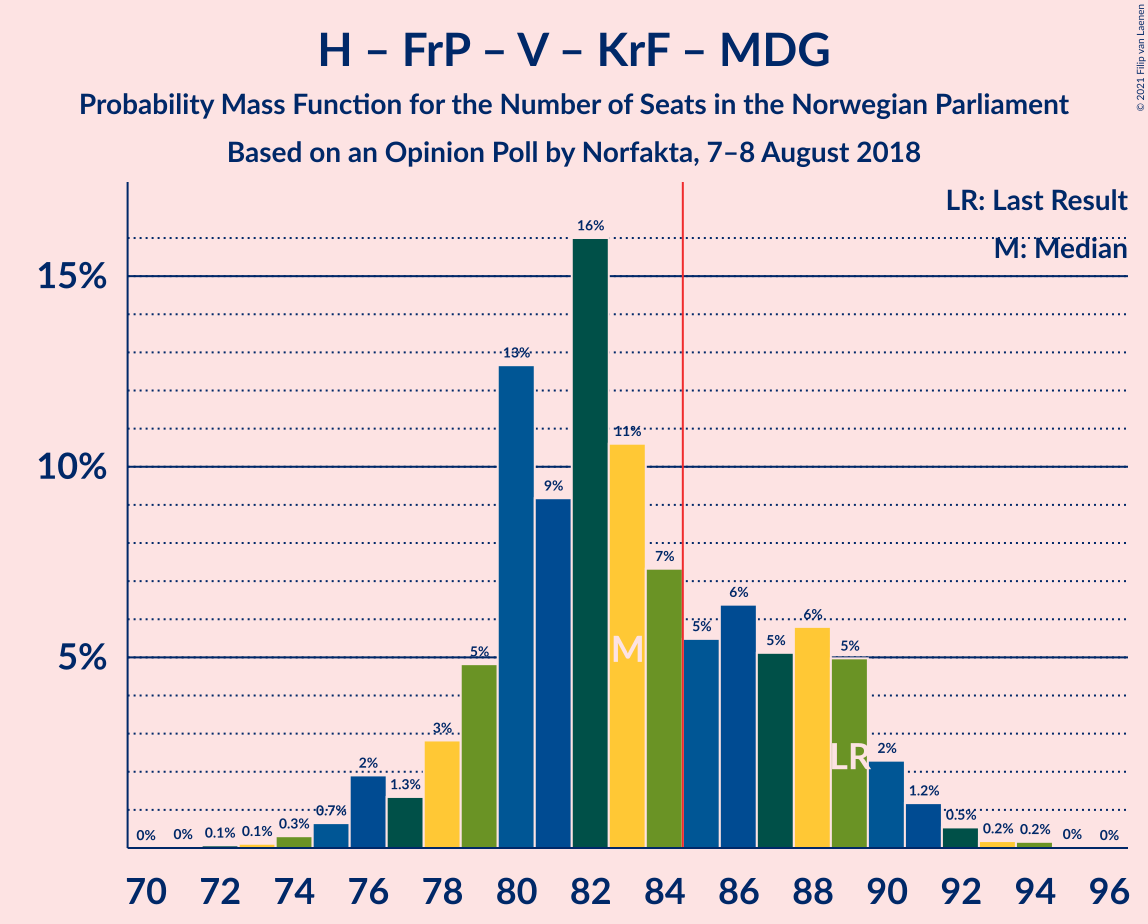 H – FrP – V – KrF – MDG
Probability Mass Function for the Number of Seats in the Norwegian Parliament
Based on an Opinion Poll by Norfakta, 7–8 August 2018
© 2021 Filip van Laenen
LR: Last Result
M: Median
15%
10%
5%
0% 0% 0.1% 0.1% 0.3% 0.7% 2% 1.3% 3% 5% 13% 9% 16% 11% 7% 5% 6% 5% 6% 5% 2% 1.2% 0.5% 0.2% 0.2% 0% 0%
M
LR
70 72 74 76 78 80 82 84 86 88 90 92 94 96